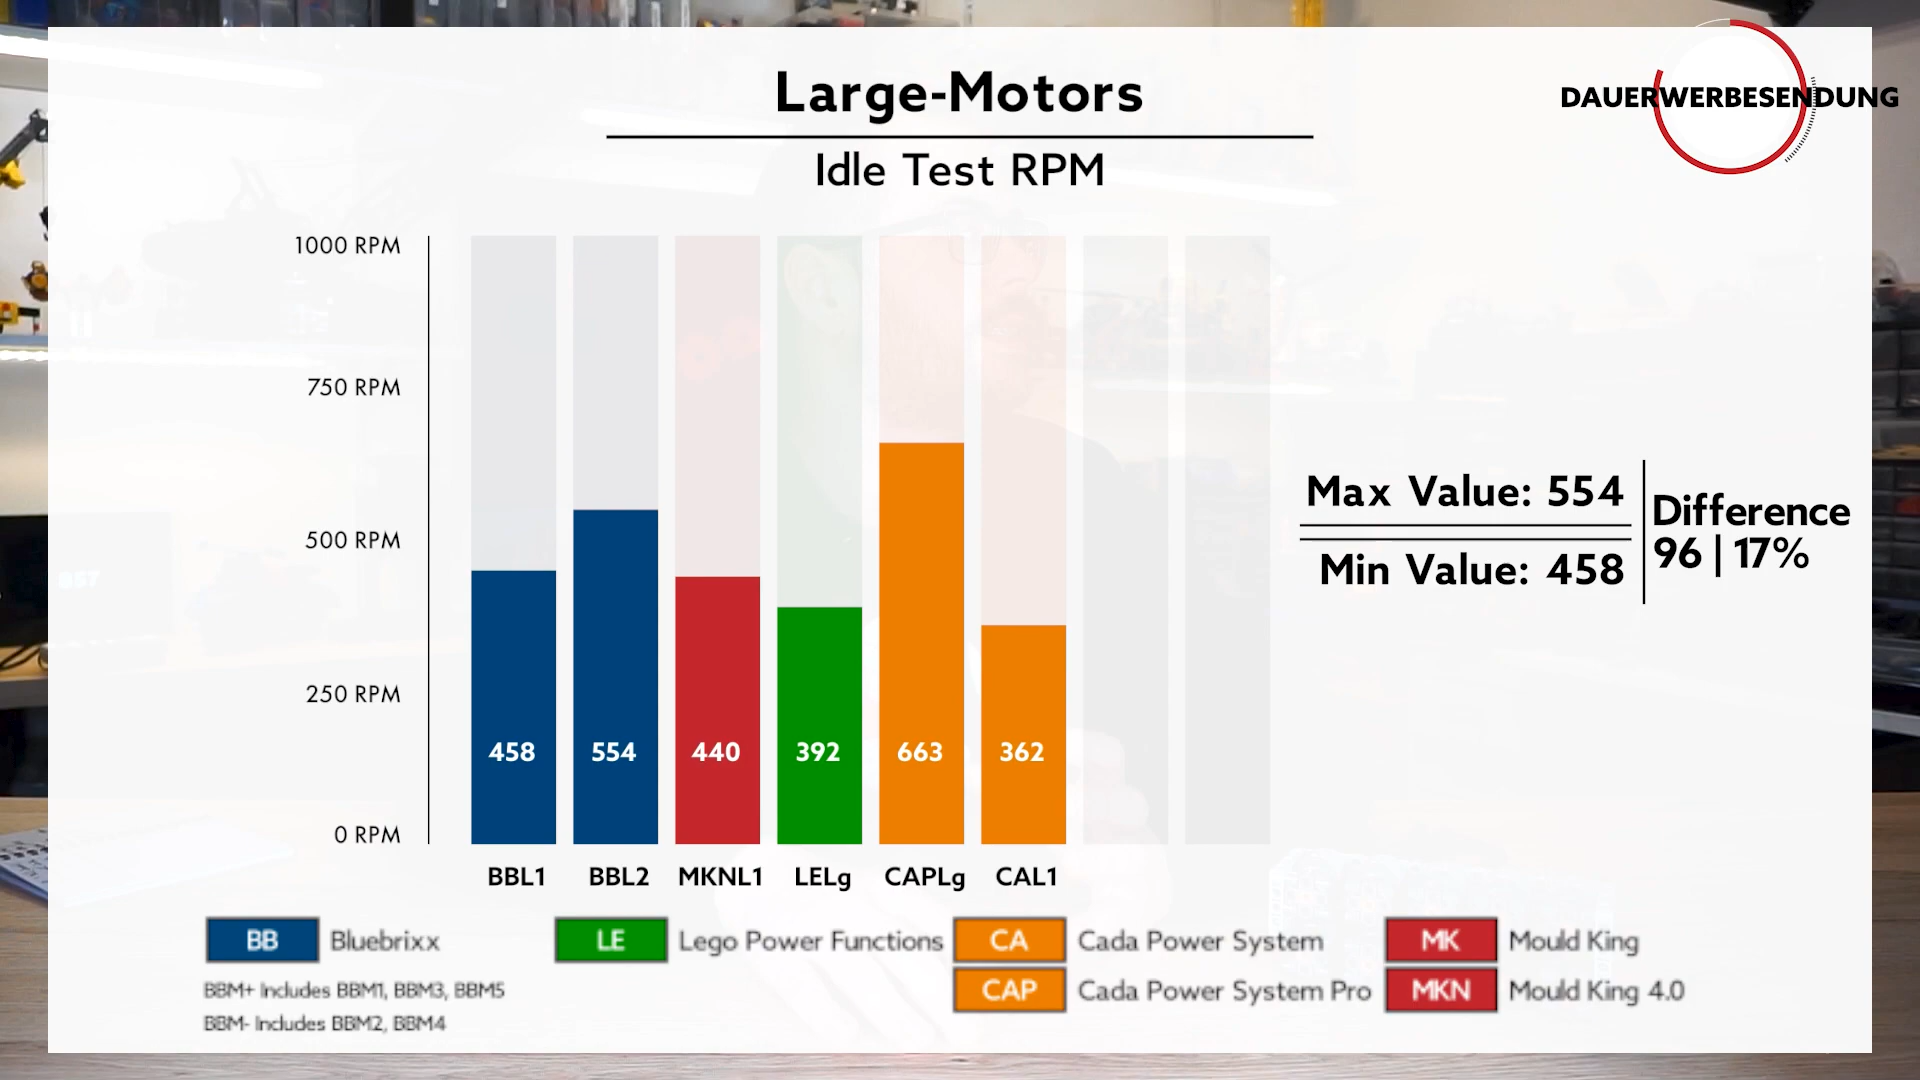 Large-Motors
DAUERWERBESENDUNG
Idle Test RPM
1000 RPM
750 RPM
500 RPM
250 RPM
0 RPM
458
554
440
392
663
362
BBL1
BBL2
MKNL1
LELg
CAPLg
CAL1
Max Value: 554
Min Value: 458
Difference
96 | 17%
BB Bluebrixx
BBM+ Includes BBM1, BBM3, BBM5
BBM- Includes BBM2, BBM4
LE Lego Power Functions
CA Cada Power System
CAP Cada Power System Pro
MK Mould King
MKN Mould King 4.0